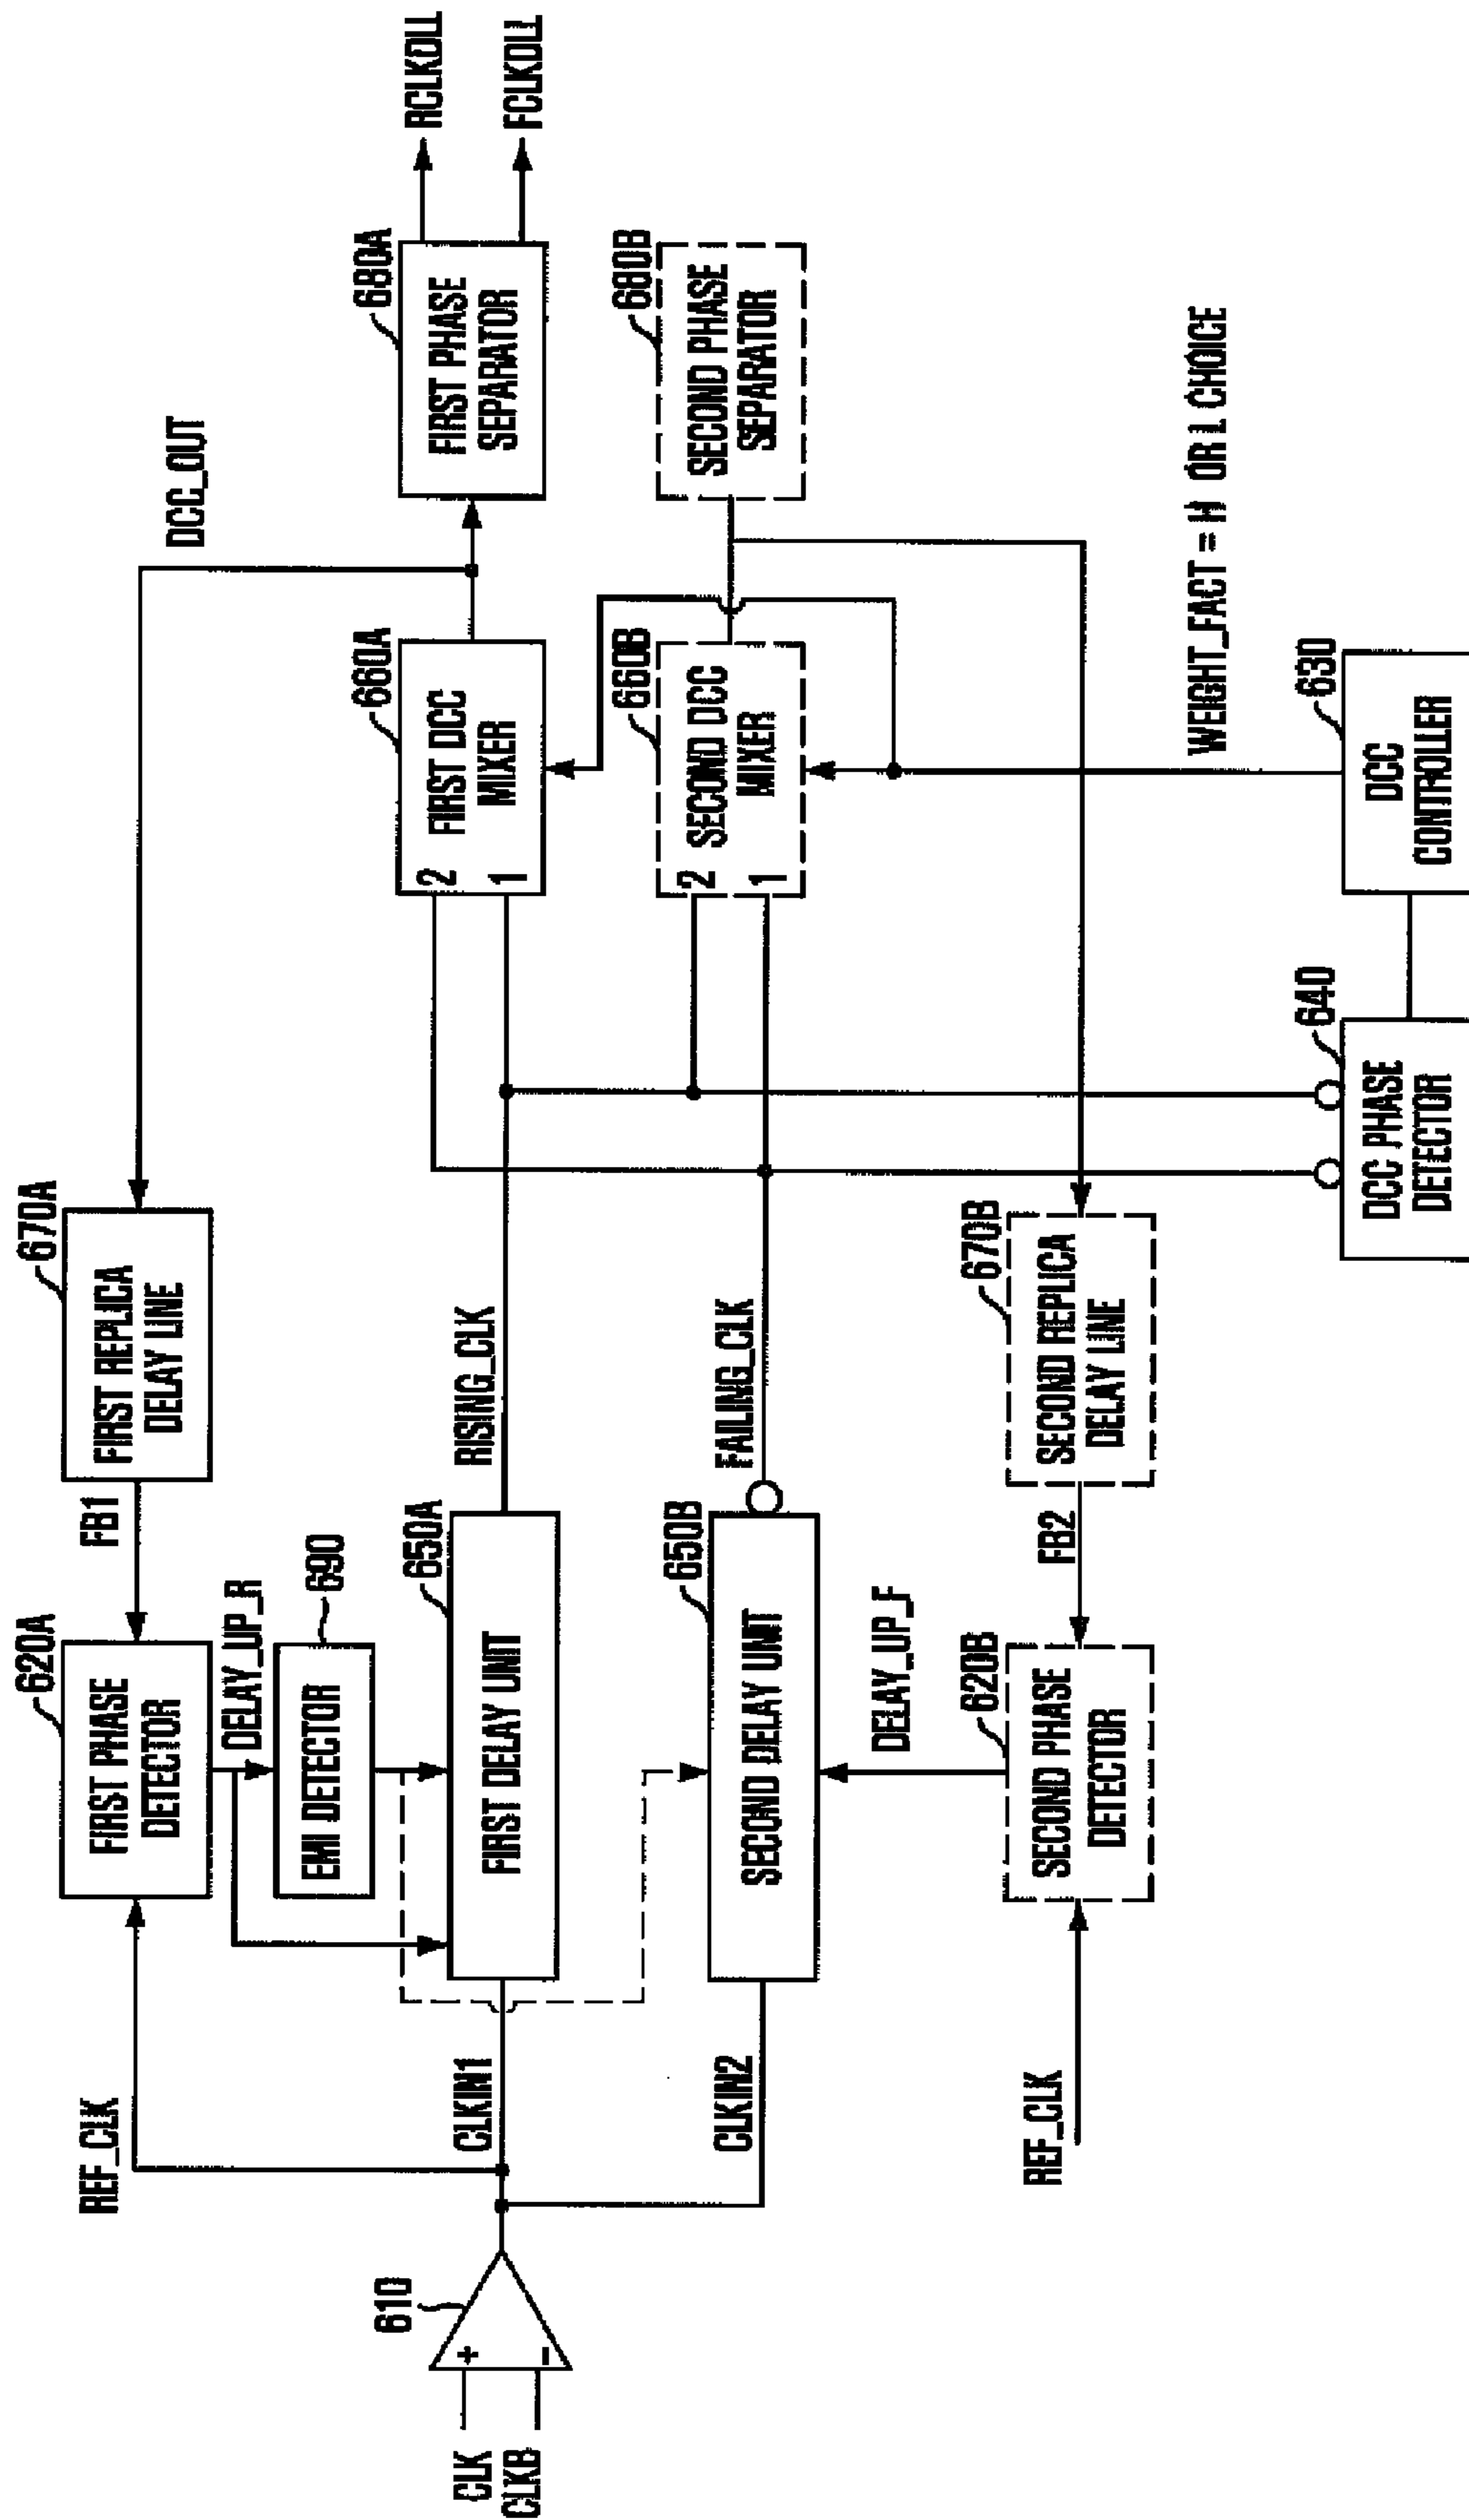 CLK
CLKB
610
REF_CLK
CLKIN1
CLKIN2
REF_CLK
620A
FIRST PHASE
DETECTOR
DELAY_UP_R
690
EMI DETECTOR
650A
FIRST DELAY UNIT
650B
SECOND DELAY UNIT
DELAY_UP_F
620B
SECOND PHASE
DETECTOR
FB1
FB2
670A
FIRST REPLICA
DELAY LINE
RISING_CLK
FALLING_CLK
670B
SECOND REPLICA
DELAY LINE
640
DCC PHASE
DETECTOR
660A
2 FIRST DCC
1 MIXER
660B
2 SECOND DCC
1 MIXER
630
DCC
CONTROLLER
DCC_OUT
WEIGHT_FACT = H) OR L CHOICE
680A
FIRST PHASE
SEPARATOR
680B
SECOND PHASE
SEPARATOR
RCLKDLL
FCLKDLL
+
-